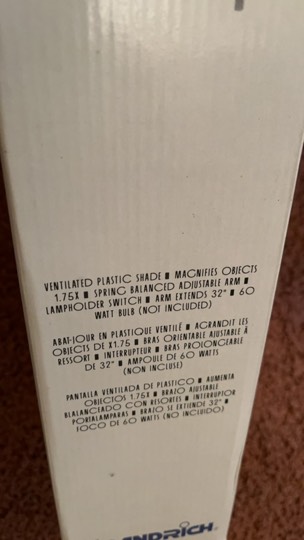 VENTILATED PLASTIC SHADE ■ MAGNIFIES OBJECTS
1.75X ■ SPRING BALANCED ADJUSTABLE ARM ■
LAMPHOLDER SWITCH ■ ARM EXTENDS 32" ■ 60
WATT BULB (NOT INCLUDED)
ABAT-JOUR EN PLASTIQUE VENTILÉ ■ AGRANDIT LES
OBJECTS DE X1.75 ■ BRAS ORIENTABLE AJUSTABLE À
RESSORT ■ INTERRUPTEUR ■ BRAS PROLONGEABLE
DE 32" ■ AMPOULE DE 60 WATTS
(NON INCLUSE)
PANTALLA VENTILADA DE PLASTICO ■ AUMENTA
OBJECIOS 1.75X ■ BRAZO AJUSTABLE
BLALANCIADO CON RESORTES ■ INTERRUPTOR
PORTALAMPARAS ■ BRAZO SE EXTIENDE 32" ■
FOCO DE 60 WATTS (NO INCLUIDO)